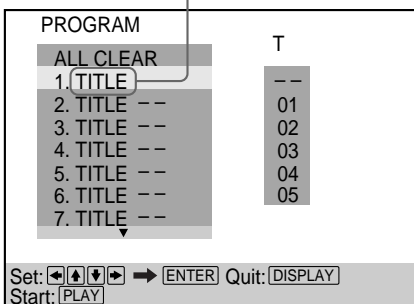 PROGRAM
T
ALL CLEAR
1. TITLE
2. TITLE – –
3. TITLE – –
4. TITLE – –
5. TITLE – –
6. TITLE – –
7. TITLE – –
– –
01
02
03
04
05
Set: ENTER Quit: DISPLAY
Start: PLAY